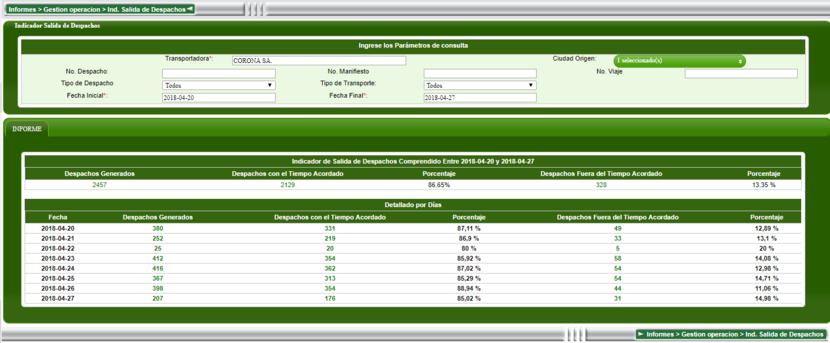 Informes > Gestion operacion > Ind. Salida de Despachos
Indicador Salida de Despachos
Ingrese los Parámetros de consulta
Transportadora*: CORONA SA. Ciudad Origen: 1 seleccionado(s)
No. Despacho: No. Manifiesto No. Viaje
Tipo de Despacho Todos Tipo de Transporte: Todos
Fecha Inicial*: 2018-04-20 Fecha Final*: 2018-04-27
INFORME
Indicador de Salida de Despachos Comprendido Entre 2018-04-20 y 2018-04-27
Despachos Generados Despachos con el Tiempo Acordado Porcentaje Despachos Fuera del Tiempo Acordado Porcentaje
2457 2129 86.65% 328 13.35 %
Detallado por Días
Fecha Despachos Generados Despachos con el Tiempo Acordado Porcentaje Despachos Fuera del Tiempo Acordado Porcentaje
2018-04-20 380 331 87,11 % 49 12,89 %
2018-04-21 252 219 86,9 % 33 13,1 %
2018-04-22 25 20 80 % 5 20 %
2018-04-23 412 354 85,92 % 58 14,08 %
2018-04-24 416 362 87,02 % 54 12,98 %
2018-04-25 367 313 85,29 % 54 14,71 %
2018-04-26 398 354 88,94 % 44 11,06 %
2018-04-27 207 176 85,02 % 31 14,98 %
Informes > Gestion operacion > Ind. Salida de Despachos